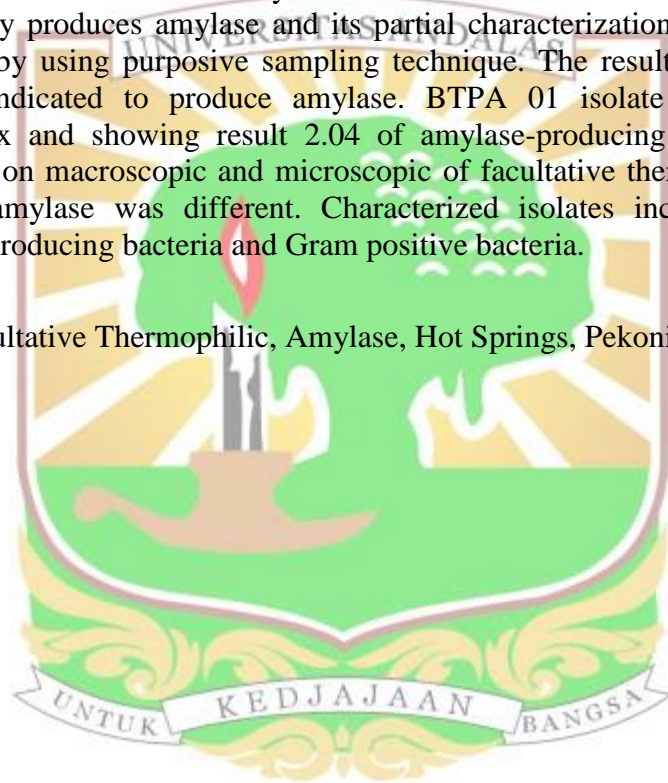 y produces amylase and its partial characterization
UNIVERSITAS ANDALAS
by using purposive sampling technique. The result
ndicated to produce amylase. BTPA 01 isolate
x and showing result 2.04 of amylase-producing
on macroscopic and microscopic of facultative ther
amylase was different. Characterized isolates inc
roducing bacteria and Gram positive bacteria.
ultative Thermophilic, Amylase, Hot Springs, Pekoni
UNTUK KEDJAJAAN BANGSA